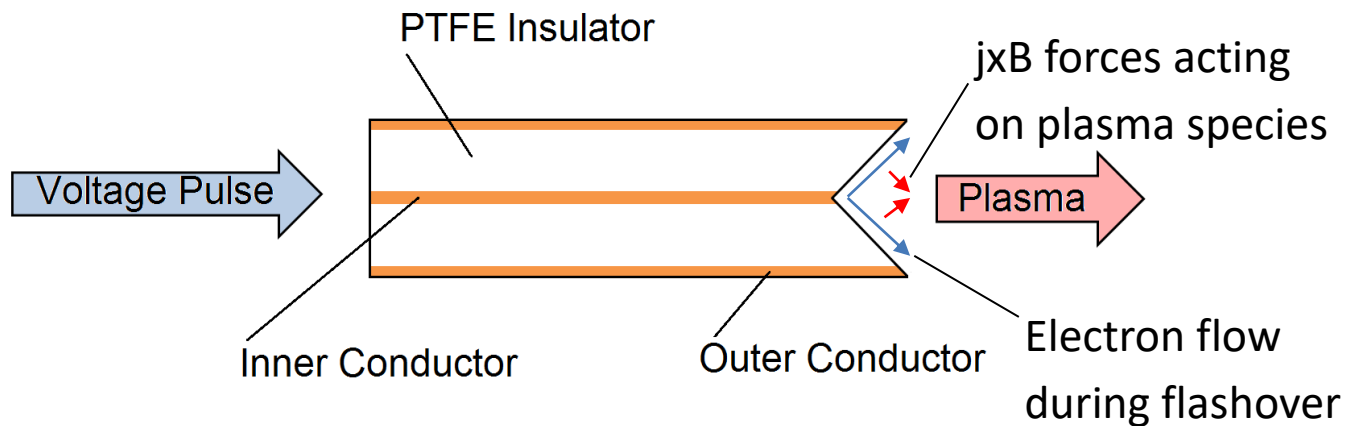 PTFE Insulator
jxB forces acting
on plasma species
Voltage Pulse
Plasma
Inner Conductor
Outer Conductor
Electron flow
during flashover